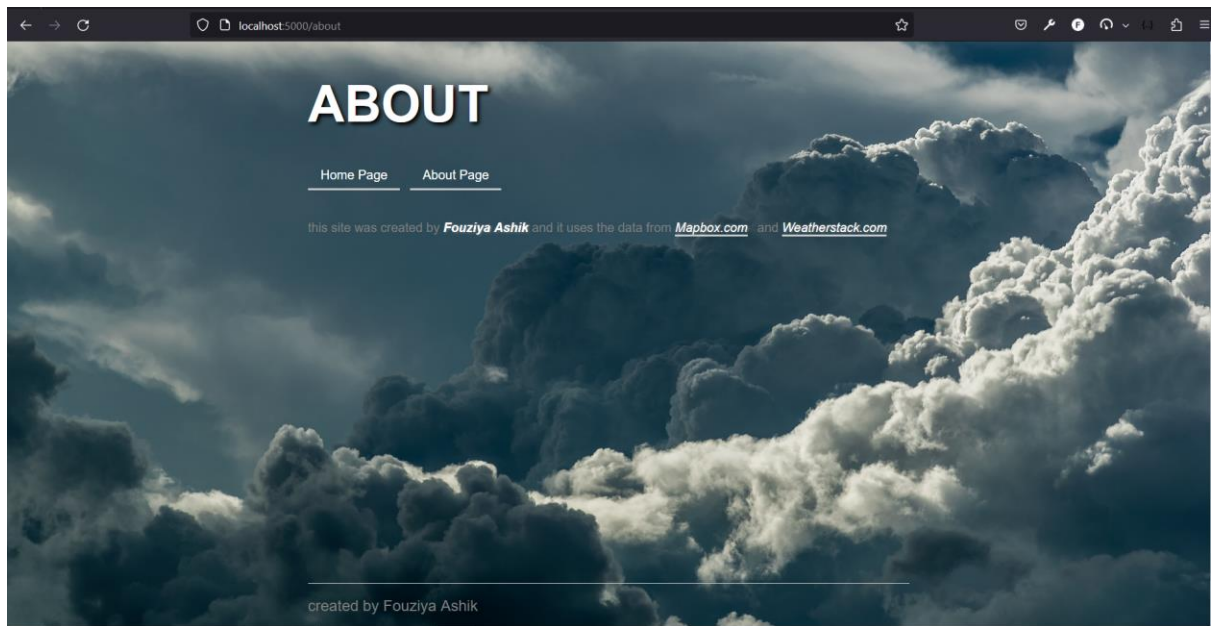 localhost:5000/about
ABOUT
Home Page About Page
this site was created by Fouziya Ashik and it uses the data from Mapbox.com and Weatherstack.com
created by Fouziya Ashik